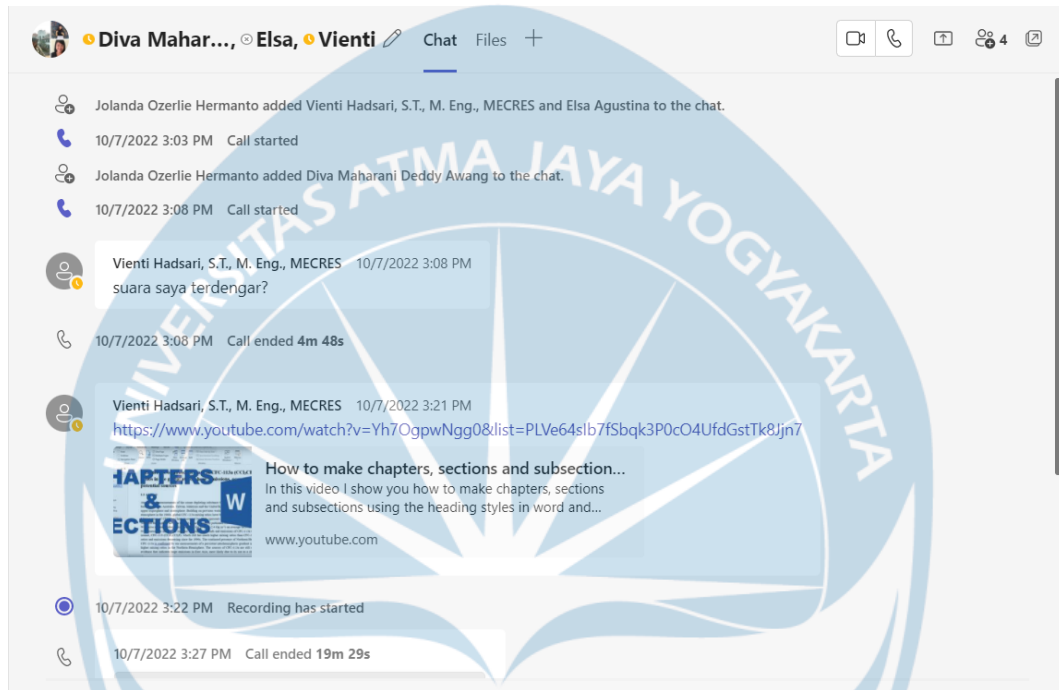 Diva Mahar..., Elsa, Vienti Chat Files 4
Jolanda Ozerlie Hermanto added Vienti Hadsari, S.T., M. Eng., MECRES and Elsa Agustina to the chat.
10/7/2022 3:03 PM Call started
Jolanda Ozerlie Hermanto added Diva Maharani Deddy Awang to the chat.
10/7/2022 3:08 PM Call started
Vienti Hadsari, S.T., M. Eng., MECRES 10/7/2022 3:08 PM
suara saya terdengar?
10/7/2022 3:08 PM Call ended 4m 48s
Vienti Hadsari, S.T., M. Eng., MECRES 10/7/2022 3:21 PM
https://www.youtube.com/watch?v=Yh7OgpwNgg0&list=PLVe64slb7fSbqk3P0cO4UfdGstTk8Jjn7
HAPTERS
&
ECTIONS
W
How to make chapters, sections and subsection...
In this video I show you how to make chapters, sections
and subsections using the heading styles in word and...
www.youtube.com
10/7/2022 3:22 PM Recording has started
10/7/2022 3:27 PM Call ended 19m 29s
UNIVERSITAS ATMA JAYA YOGYAKARTA